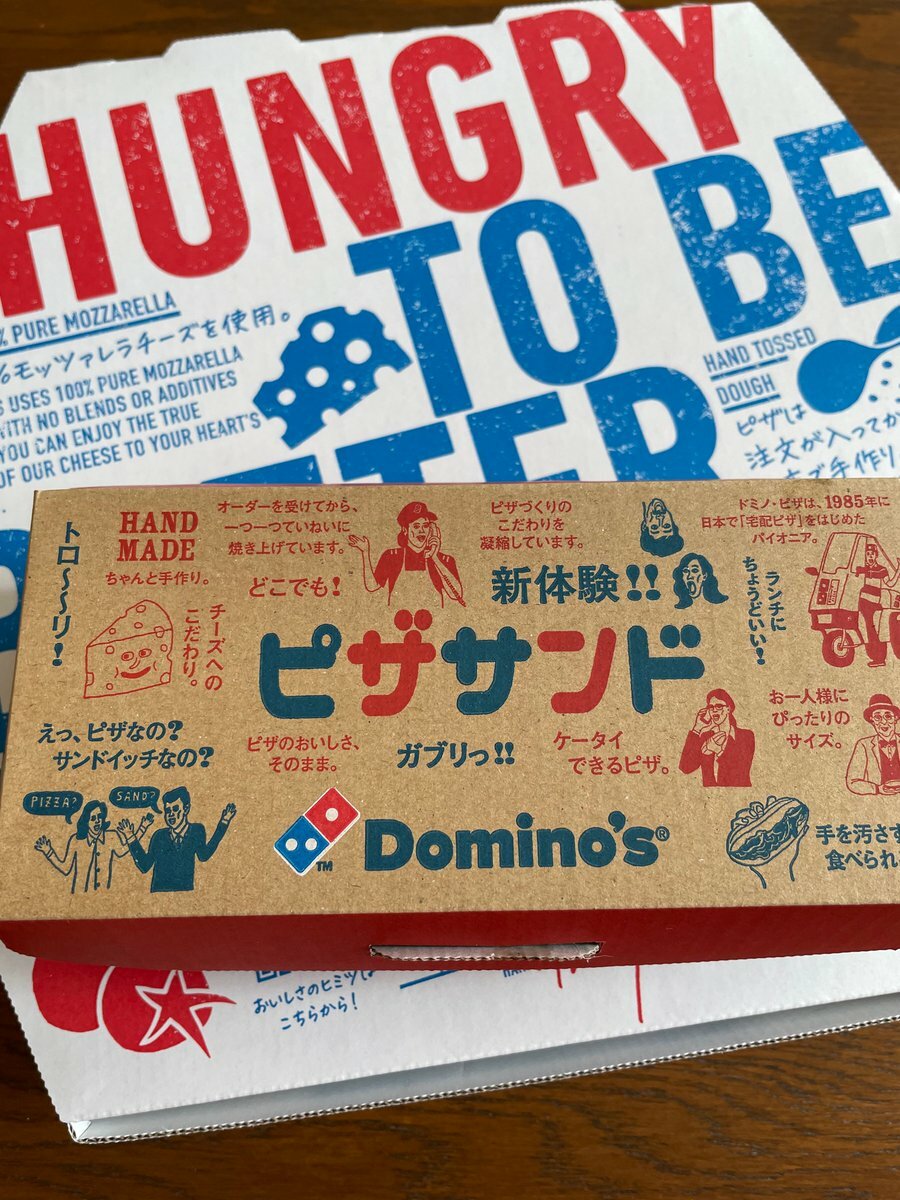 HUNGRY
TO BE
% PURE MOZZARELLA
%モッツァレラチーズを使用。
USES 100% PURE MOZZARELLA
WITH NO BLENDS OR ADDITIVES
YOU CAN ENJOY THE TRUE
OF OUR CHEESE TO YOUR HEART'S
HAND TOSSED
DOUGH
ピザは
注文が入ってか
手作り
トロ〜〜リ!
HAND
MADE
ちゃんと手作り。
オーダーを受けてから、
一つ一つていねいに
焼き上げています。
どこでも!
ピザづくりの
こだわりを
凝縮しています。
新体験!!
ドミノ・ピザは、1985年に
日本で「宅配ピザ」をはじめた
パイオニア。
ランチに
ちょうどいい!
チーズへの
こだわり。
ピザサンド
えっ、ピザなの?
サンドイッチなの?
PIZZA?
SAND?
ピザのおいしさ、
そのまま。
ガブリっ!!
ケータイ
できるピザ。
お一人様に
ぴったりの
サイズ。
Domino's®
TM
手を汚さず
食べられ
おいしさのヒミツは
こちらから!